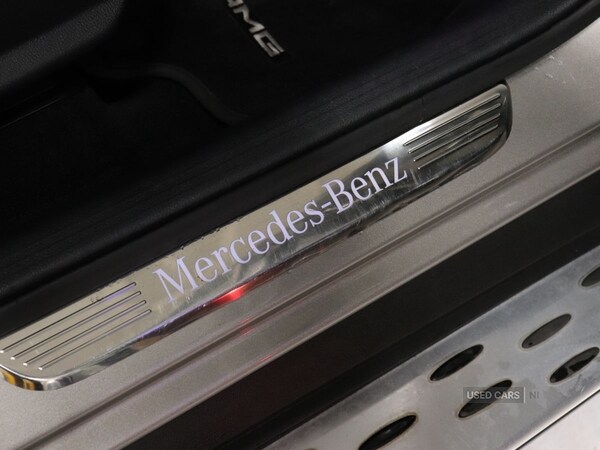 AMG
Mercedes-Benz
USED CARS NI